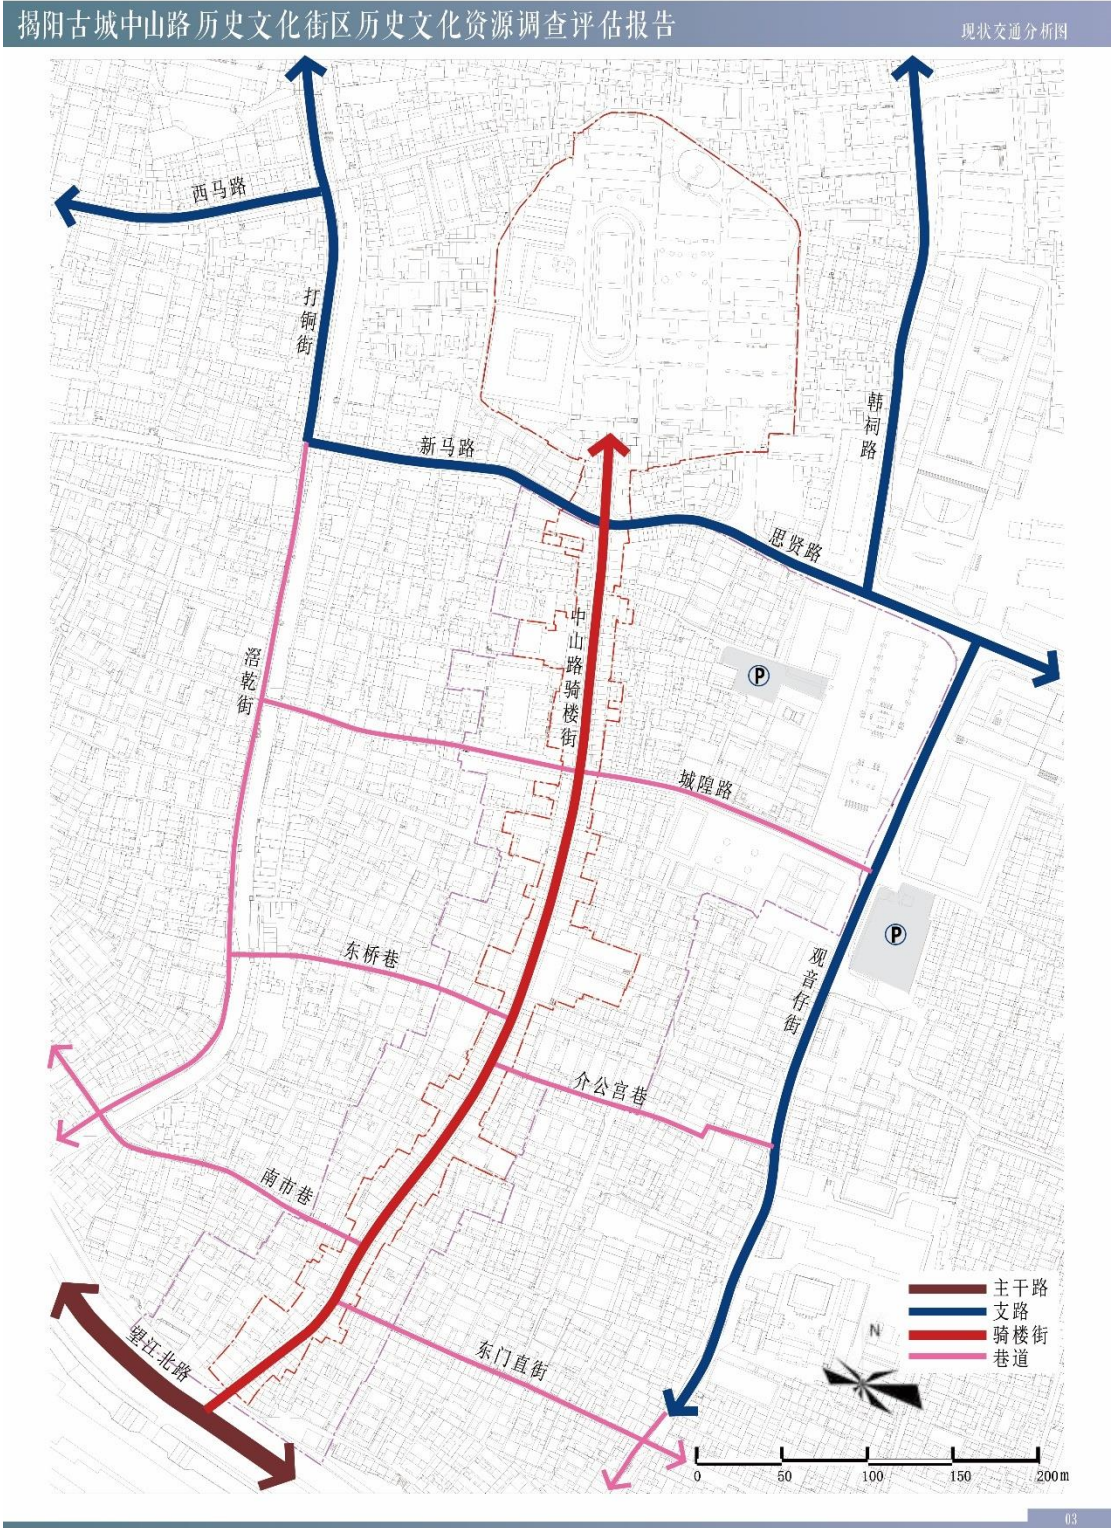 揭阳古城中山路历史文化街区历史文化资源调查评估报告
现状交通分析图
西马路
打铜街
韩祠路
新马路
思贤路
中山路骑楼街
滘乾街
P
城隍路
东桥巷
P
观音仔街
介公宫巷
南市巷
望江北路
东门直街
主干路
支路
骑楼街
巷道
N
0 50 100 150 200m
03